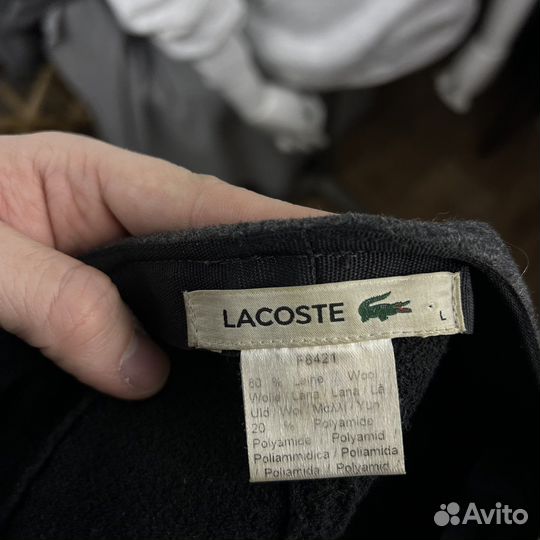 LACOSTE L
F8421
80 % Laine / Wool
Wolle / Lana / Lana / Lã
Uld Wol / Μαλλί / Yün
20 % Polyamide
Polyamide / Polyamid
Poliammidica / Poliamida
Poliamida Polyamid
Avito